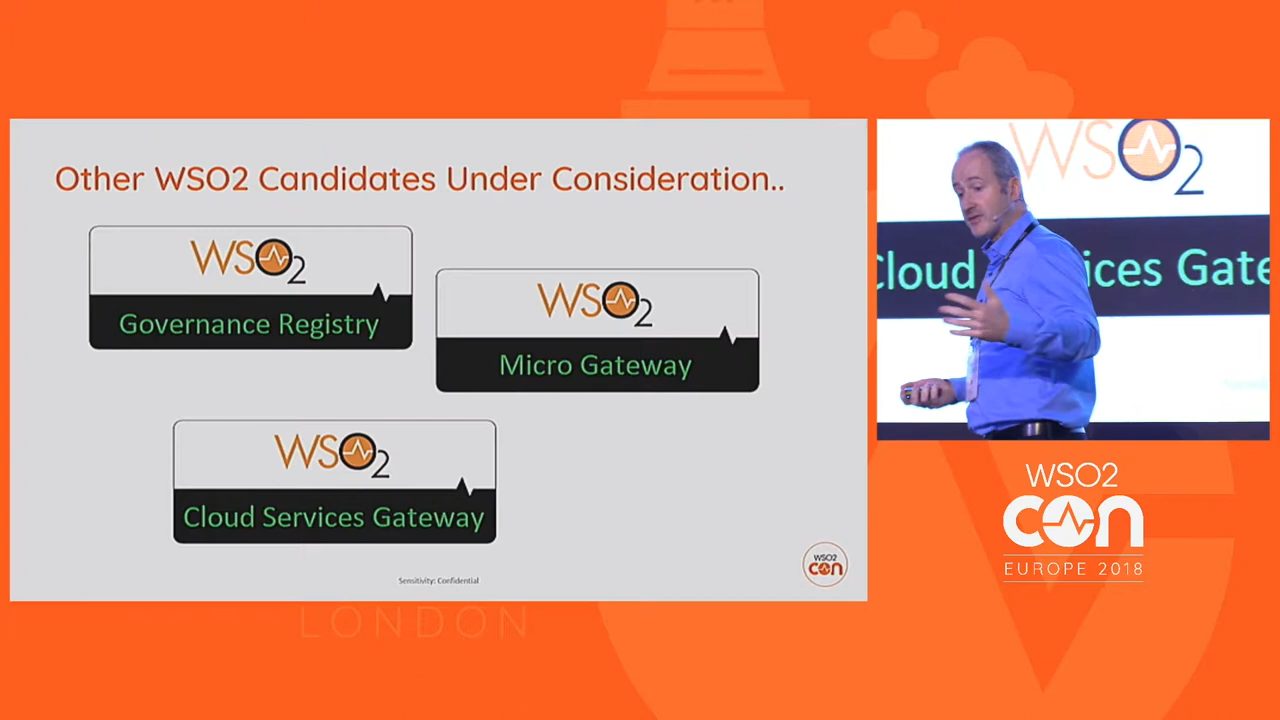 Other WSO2 Candidates Under Consideration..
WSO2
Governance Registry
WSO2
Micro Gateway
WSO2
Cloud Services Gateway
Sensitivity: Confidential
WSO2
con
WSO2
Cloud
ices Gate
WSO2
con
EUROPE 2018
LONDON